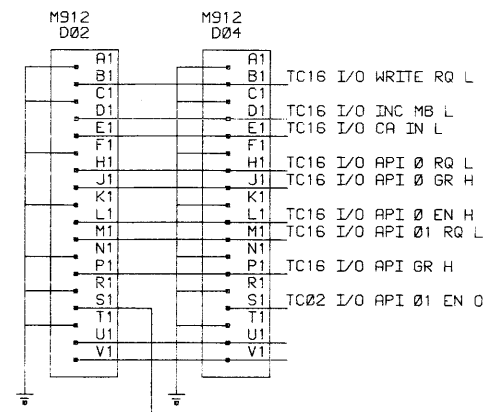 M912 M912
DØ2 DØ4
A1 A1
B1 B1 TC16 I/O WRITE RQ L
C1 C1
D1 D1 TC16 I/O INC MB L
E1 E1 TC16 I/O CA IN L
F1 F1
H1 H1 TC16 I/O API Ø RQ L
J1 J1 TC16 I/O API Ø GR H
K1 K1
L1 L1 TC16 I/O API Ø EN H
M1 M1 TC16 I/O API Ø1 RQ L
N1 N1
P1 P1 TC16 I/O API GR H
R1 R1
S1 S1 TCØ2 I/O API Ø1 EN O
T1 T1
U1 U1
V1 V1